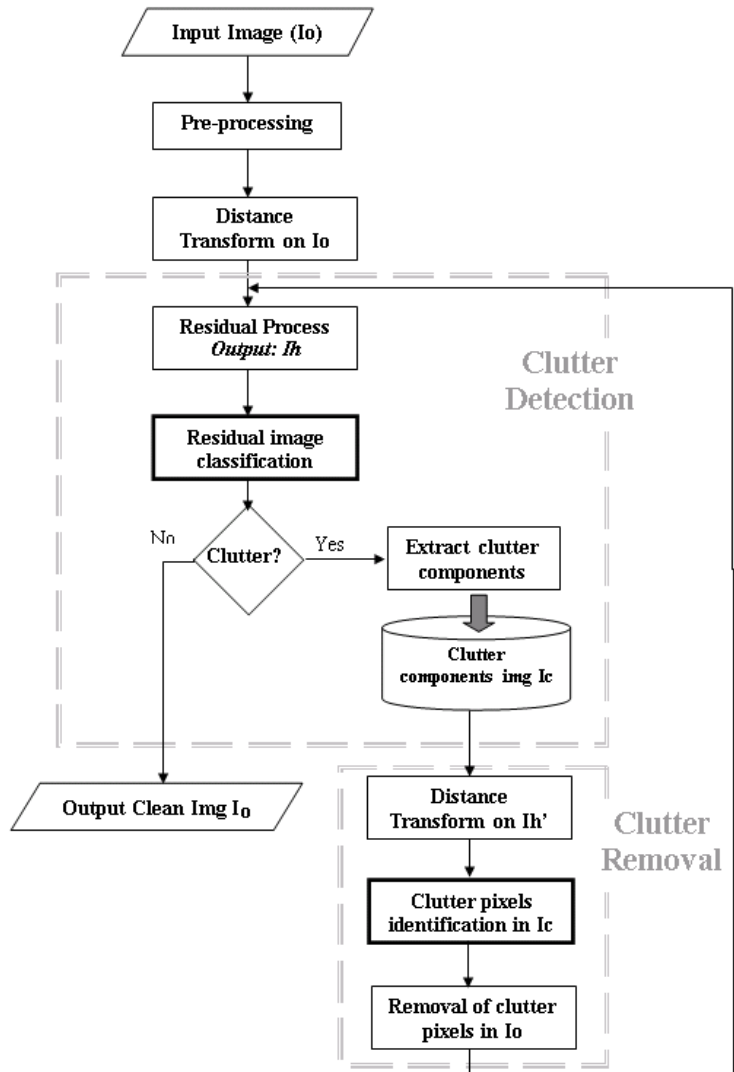 Input Image (Io)
Pre-processing
Distance
Transform on Io
Residual Process
Output: Ih
Clutter
Detection
Residual image
classification
No
Clutter?
Yes
Extract clutter
components
Clutter
components img Ic
Output Clean Img I₀
Distance
Transform on Ih’
Clutter
Removal
Clutter pixels
identification in Ic
Removal of clutter
pixels in Io